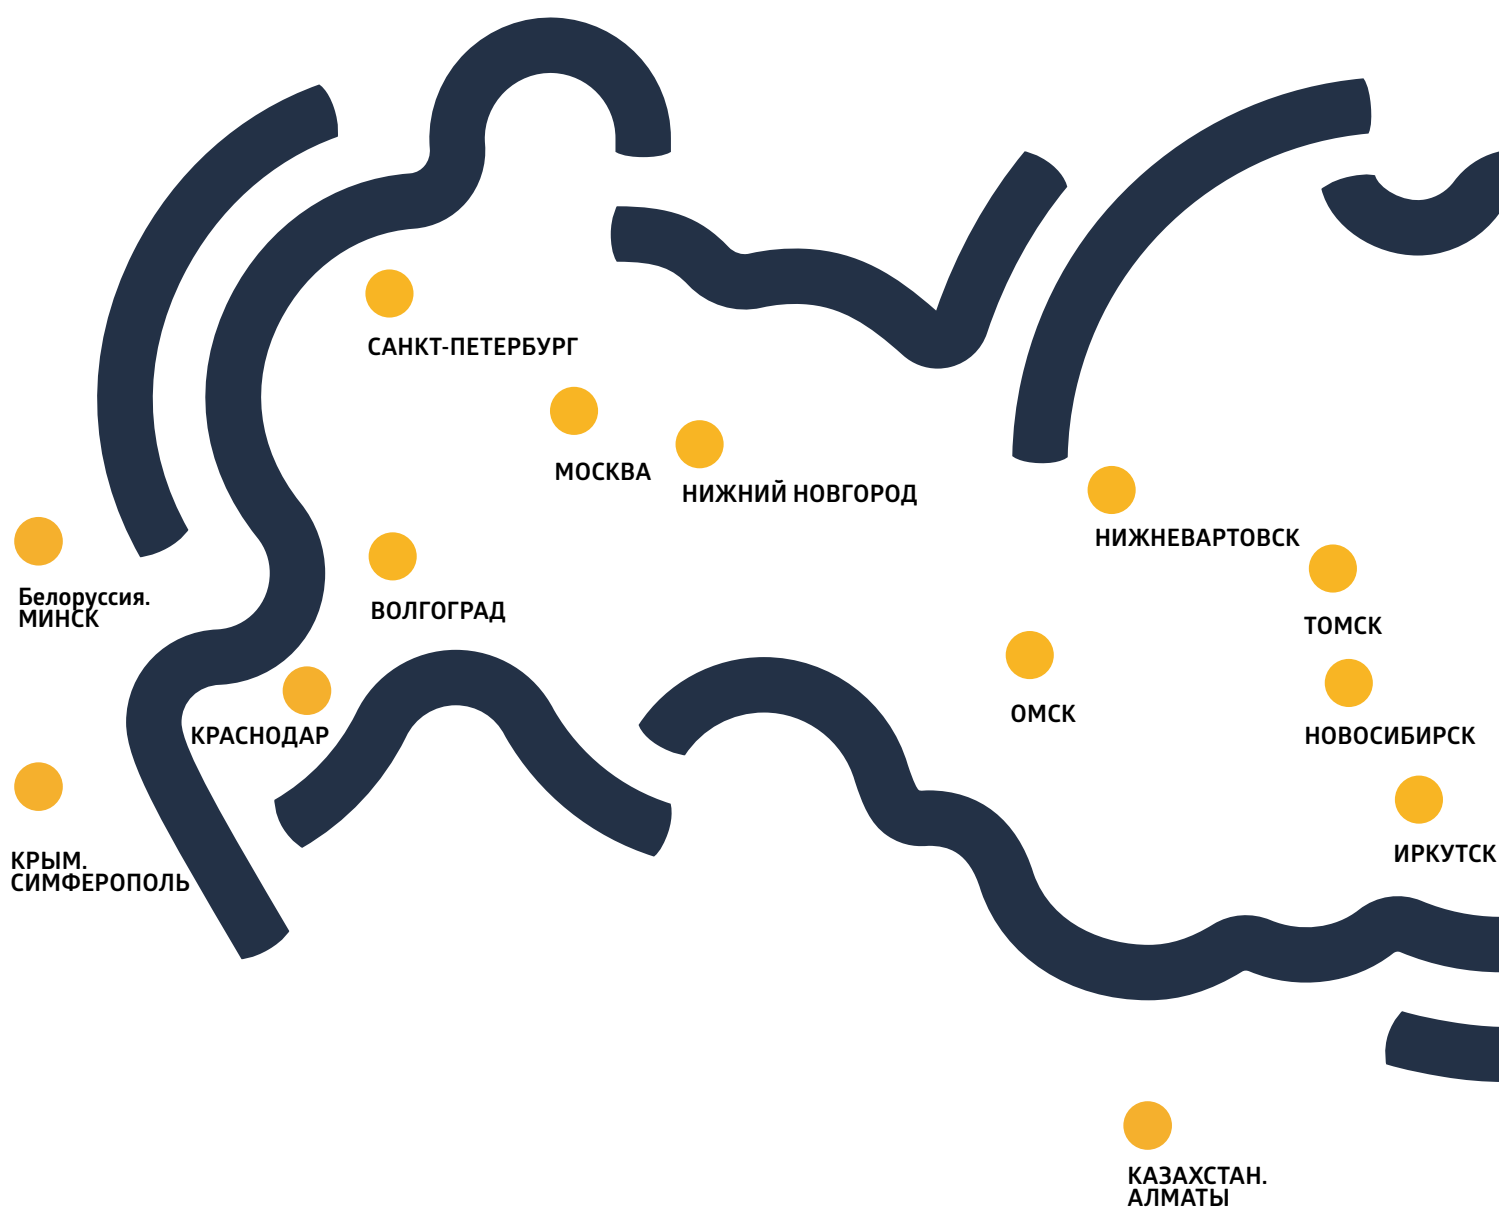 САНКТ-ПЕТЕРБУРГ
МОСКВА
НИЖНИЙ НОВГОРОД
НИЖНЕВАРТОВСК
Белоруссия.
МИНСК
ВОЛГОГРАД
ТОМСК
ОМСК
КРАСНОДАР
НОВОСИБИРСК
КРЫМ.
СИМФЕРОПОЛЬ
ИРКУТСК
КАЗАХСТАН.
АЛМАТЫ